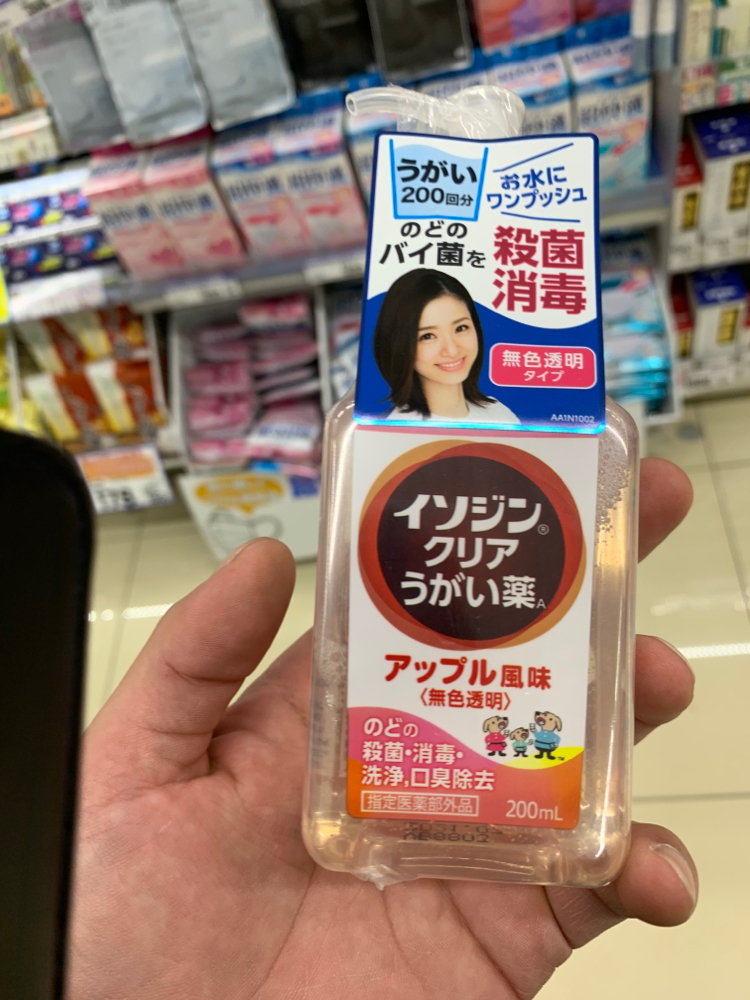 うがい
200回分
お水に
ワンプッシュ
のどの
バイ菌を
殺菌
消毒
無色透明
タイプ
AA1N1002
イソジン®
クリア
うがい薬A
アップル風味
〈無色透明〉
のどの
殺菌・消毒・
洗浄,口臭除去
指定医薬部外品
200mL